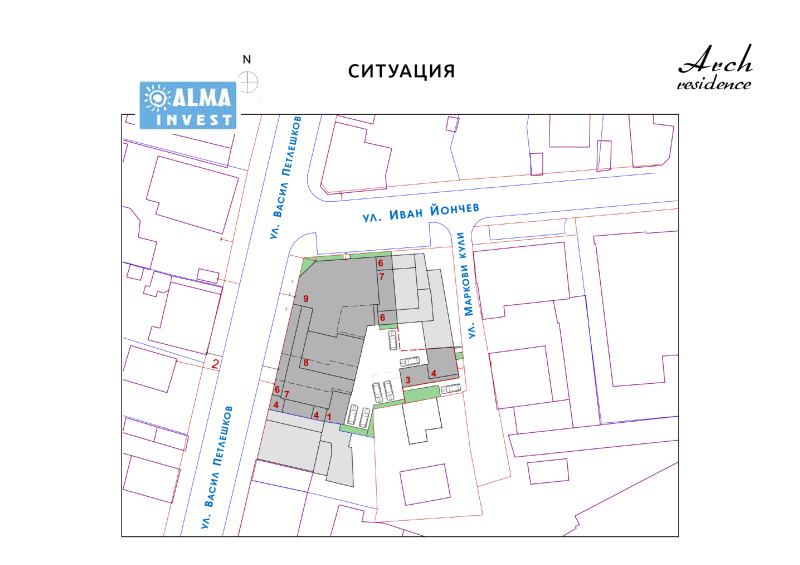 N
СИТУАЦИЯ
Arch
residence
ALMA
INVEST
ул. Васил Петлешков
ул. Иван Йончев
ул. Маркови кули
6
7
9
6
8
2
3
4
6
7
4
4
1
ул. Васил Петлешков